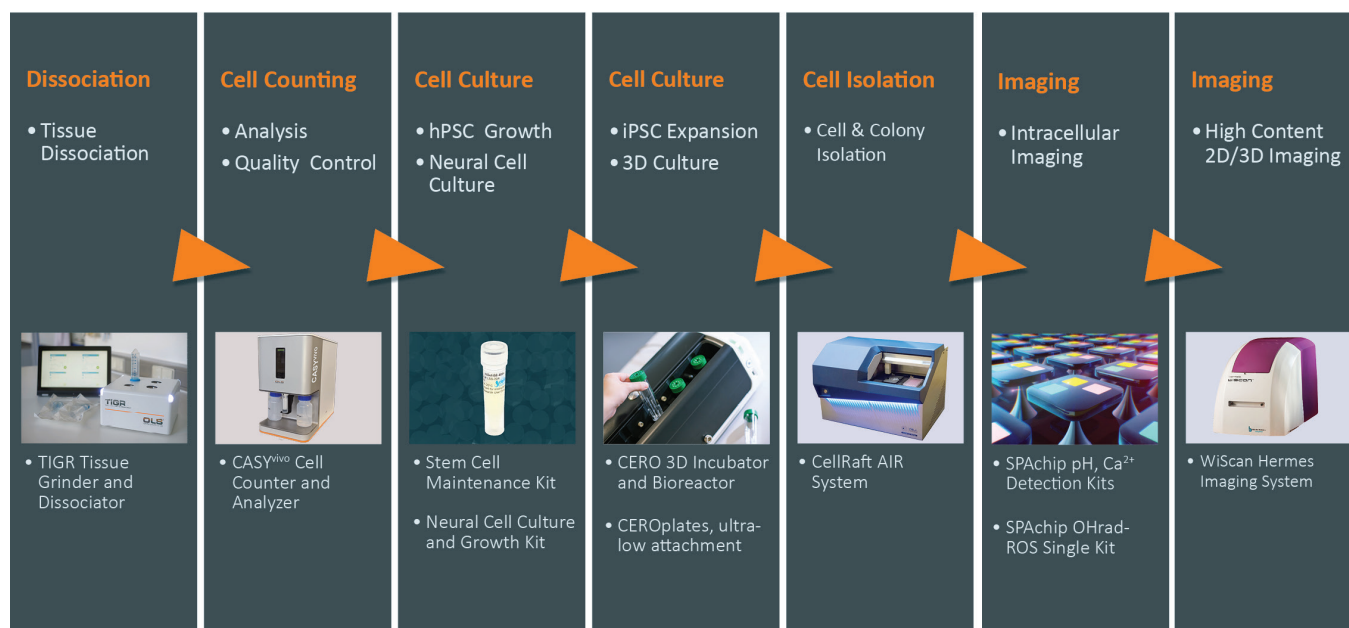 Dissociation
• Tissue
Dissociation
TIGR
OLS
• TIGR Tissue
Grinder and
Dissociator
Cell Counting
• Analysis
• Quality Control
CASY
• CASYvivo Cell
Counter and
Analyzer
Cell Culture
• hPSC Growth
• Neural Cell
Culture
• Stem Cell
Maintenance Kit
• Neural Cell Culture
and Growth Kit
Cell Culture
• iPSC Expansion
• 3D Culture
• CERO 3D Incubator
and Bioreactor
• CEROplates, ultra-
low attachment
Cell Isolation
• Cell & Colony
Isolation
• CellRaft AIR
System
Imaging
• Intracellular
Imaging
• SPAchip pH, Ca²⁺
Detection Kits
• SPAchip OHrad-
ROS Single Kit
Imaging
• High Content
2D/3D Imaging
WiSCAN
• WiScan Hermes
Imaging System